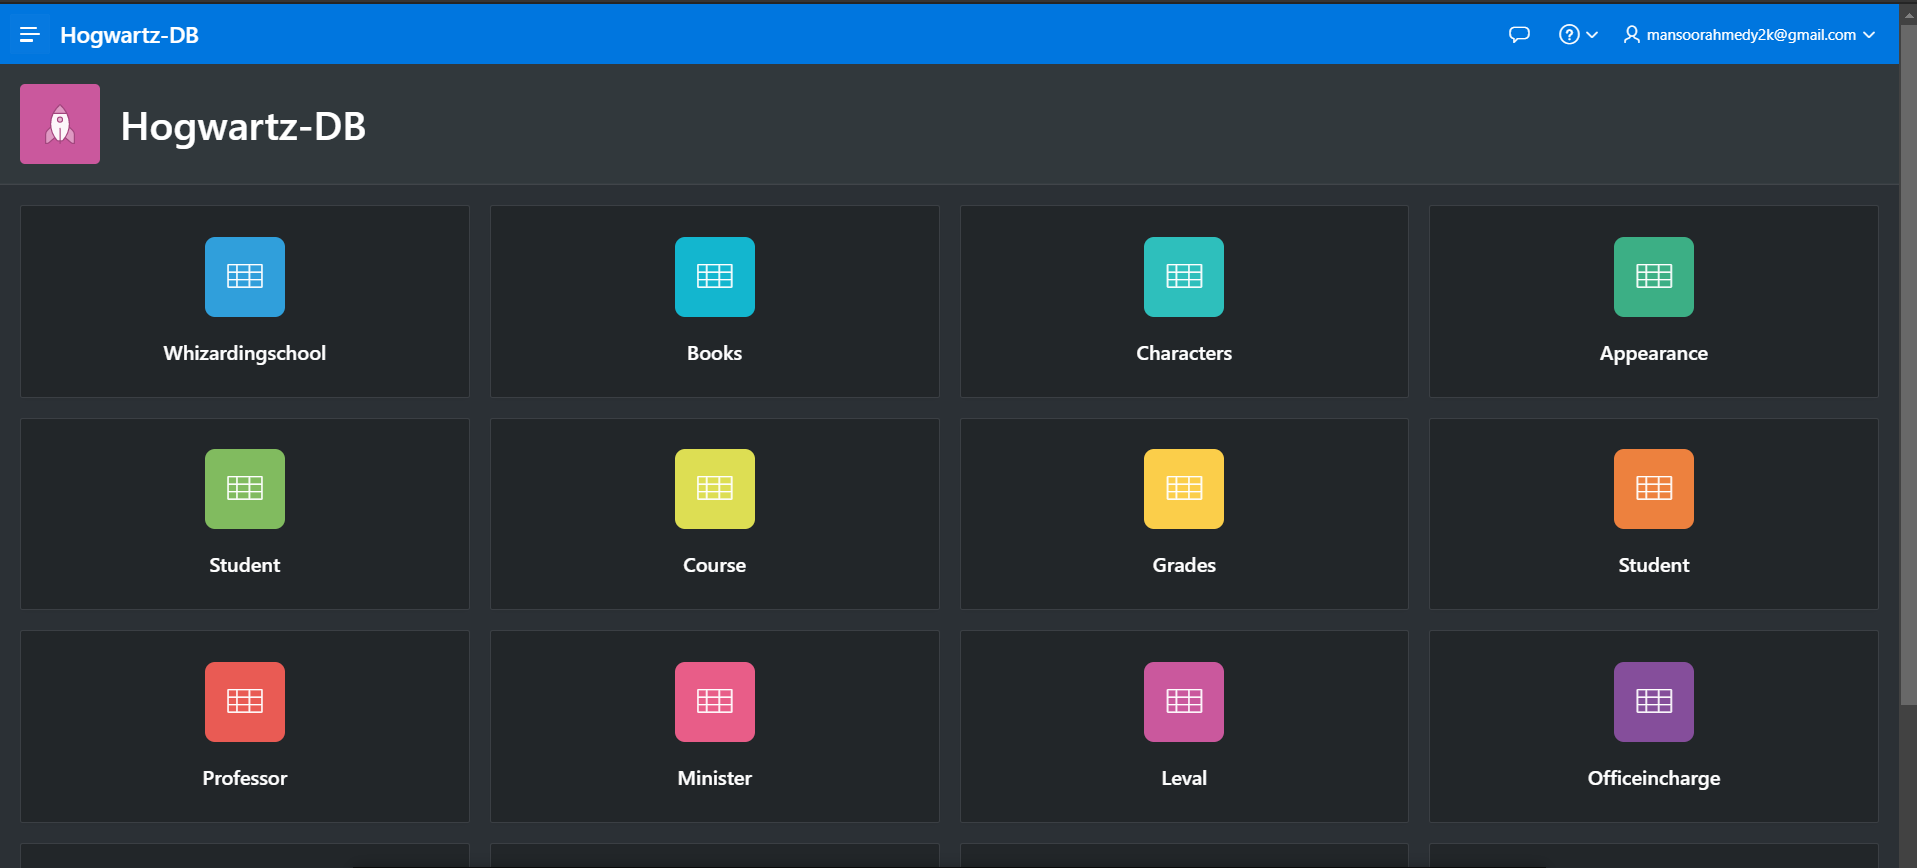 Hogwartz-DB
mansoorahmedy2k@gmail.com
Hogwartz-DB
Whizardingschool
Books
Characters
Appearance
Student
Course
Grades
Student
Professor
Minister
Leval
Officeincharge